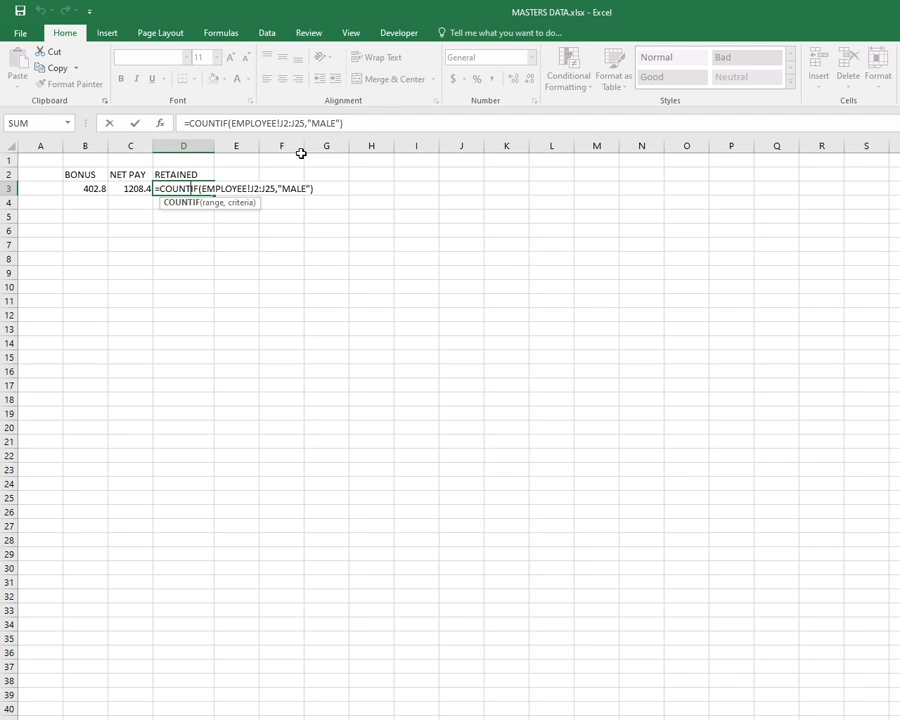 MASTERS DATA.xlsx - Excel
File Home Insert Page Layout Formulas Data Review View Developer Tell me what you want to do...
Paste
Cut
Copy
Format Painter
Clipboard
11 A A
B I U A
Font
Wrap Text
Merge & Center
Alignment
General
$ % ,
Number
Conditional Formatting
Format as Table
Normal Bad
Good Neutral
Styles
Insert Delete Format
Cells
SUM fx =COUNTIF(EMPLOYEE!J2:J25,"MALE")
A B C D E F G H I J K L M N O P Q R S
1
2 BONUS NET PAY RETAINED
3 402.8 1208.4 =COUNTIF(EMPLOYEE!J2:J25,"MALE")
4 COUNTIF(range, criteria)
5
6
7
8
9
10
11
12
13
14
15
16
17
18
19
20
21
22
23
24
25
26
27
28
29
30
31
32
33
34
35
36
37
38
39
40